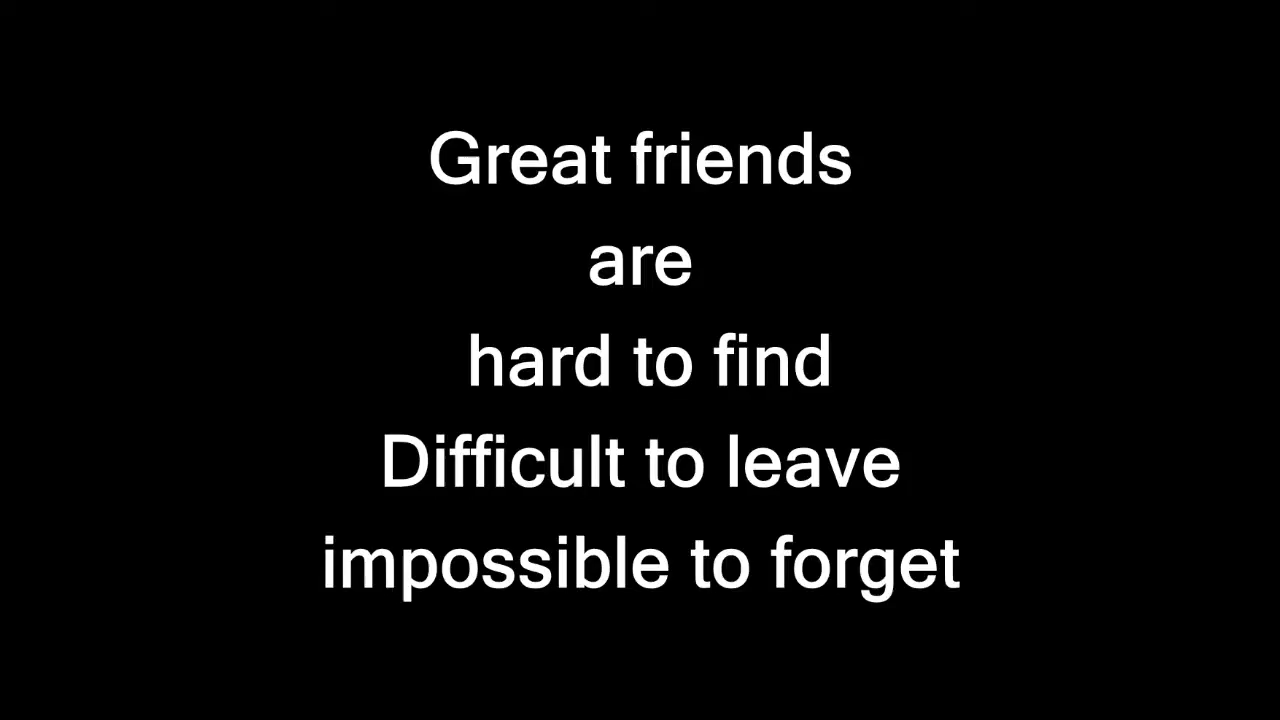 Great friends
are
hard to find
Difficult to leave
impossible to forget